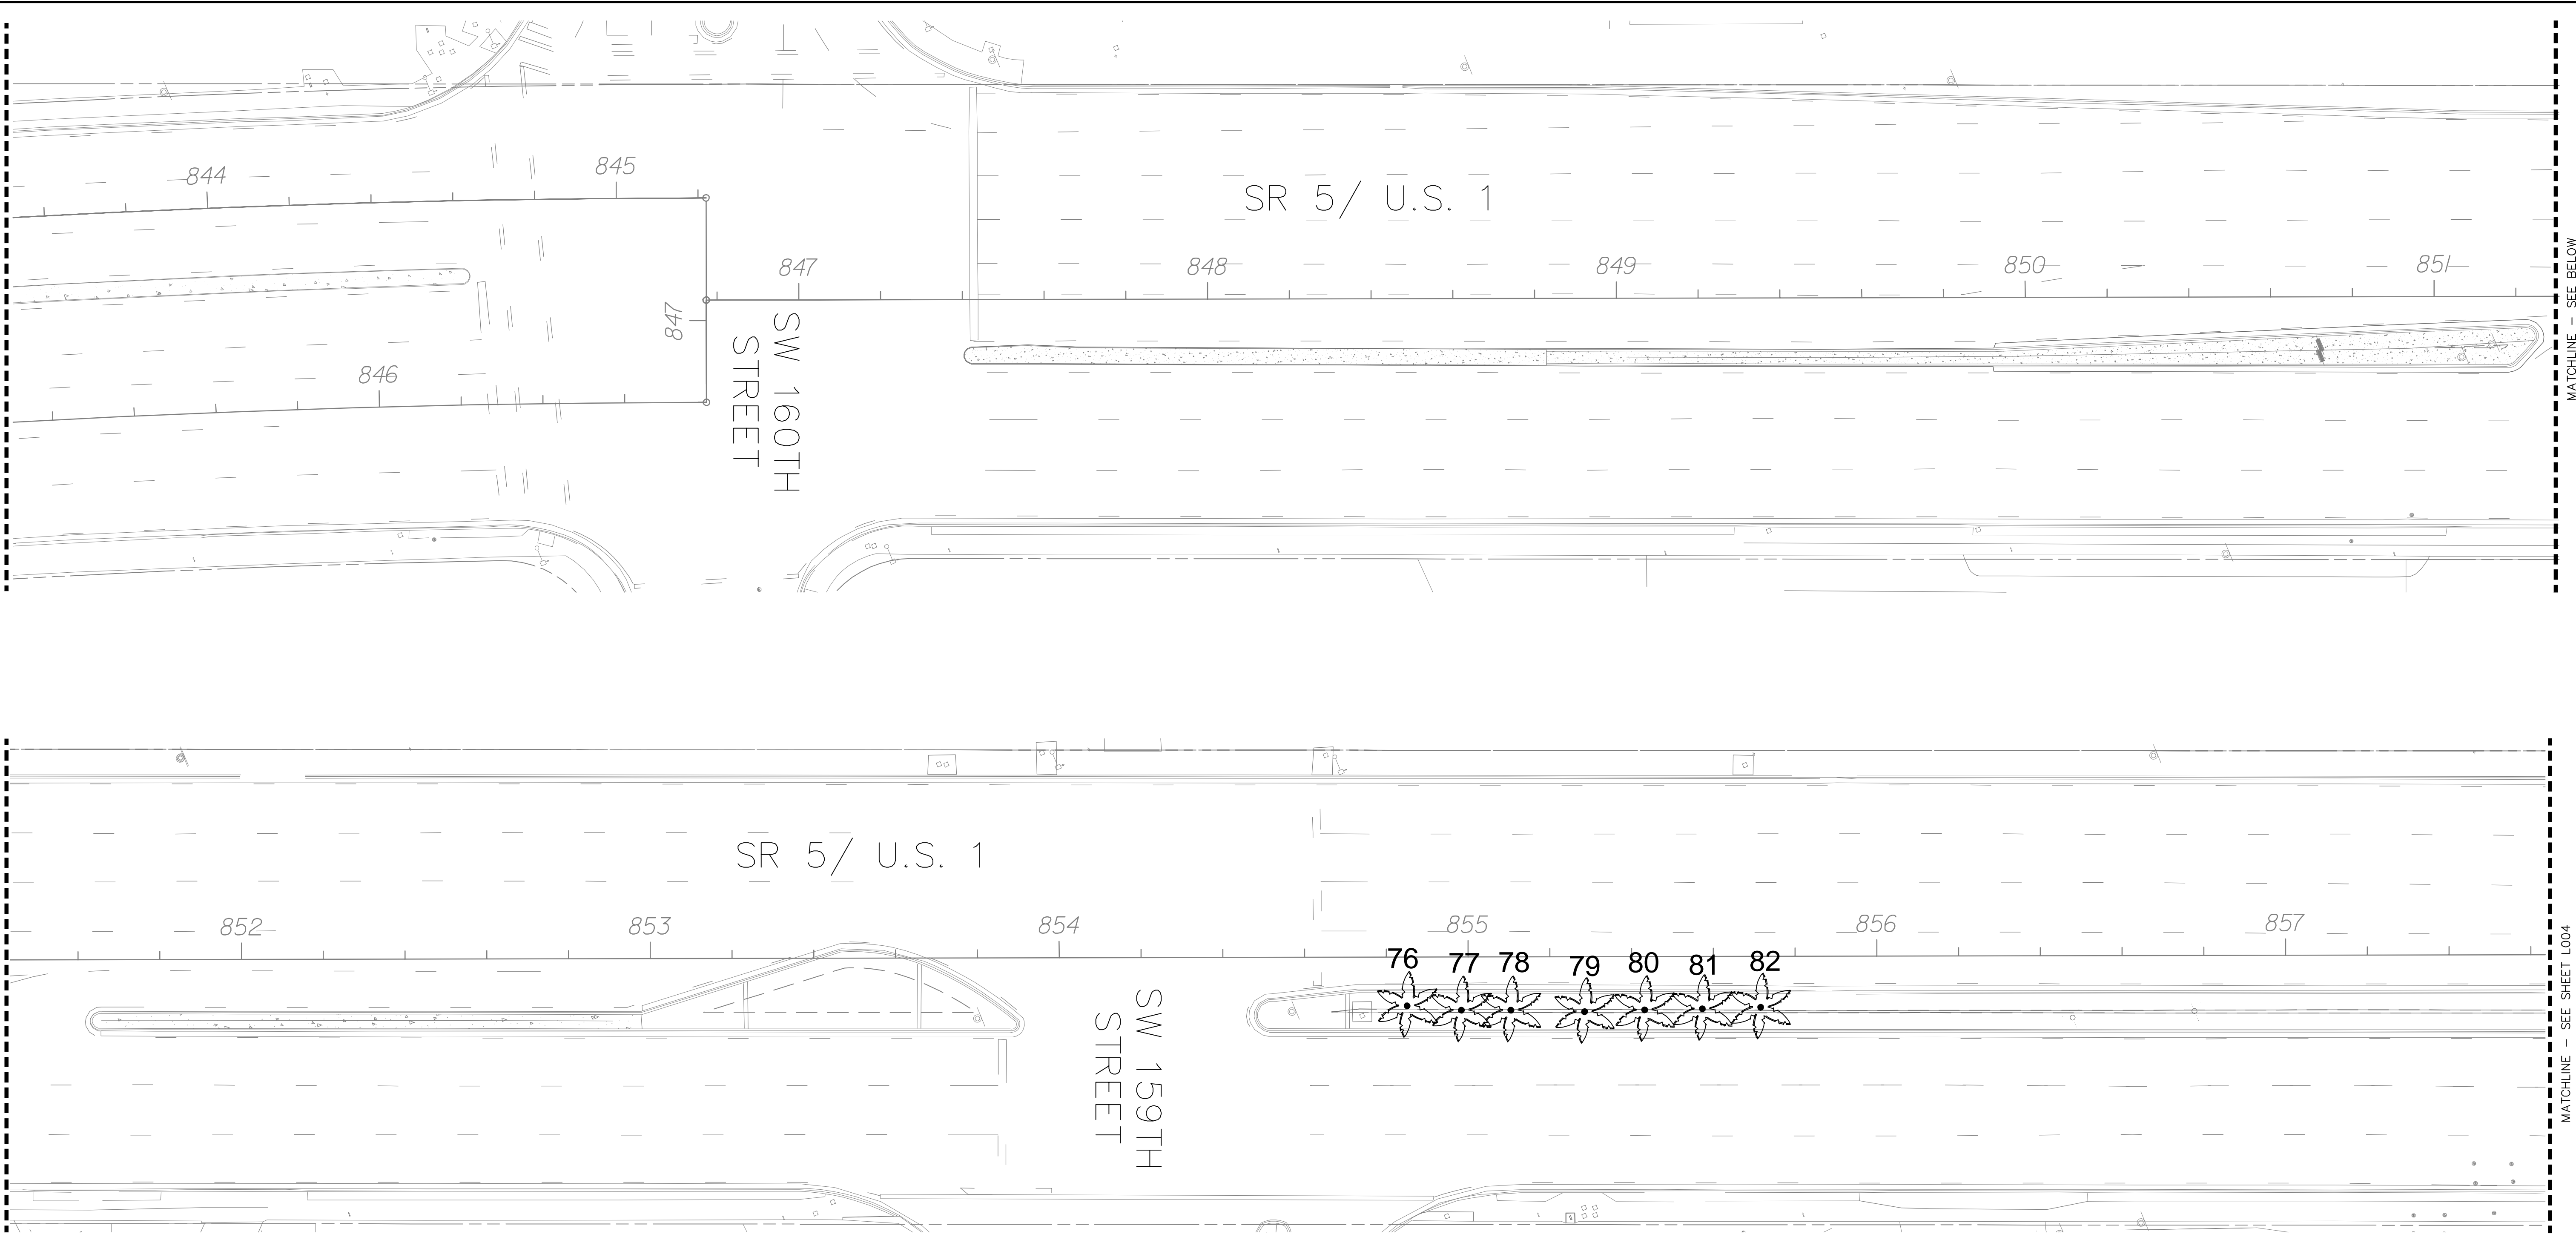 844
845
SR 5/ U.S. 1
847
848
849
850
851
847
846
SW 160TH
STREET
MATCHLINE - SEE BELOW
SR 5/ U.S. 1
852
853
854
855
856
857
76
77
78
79
80
81
82
SW 159TH
STREET
MATCHLINE - SEE SHEET L004